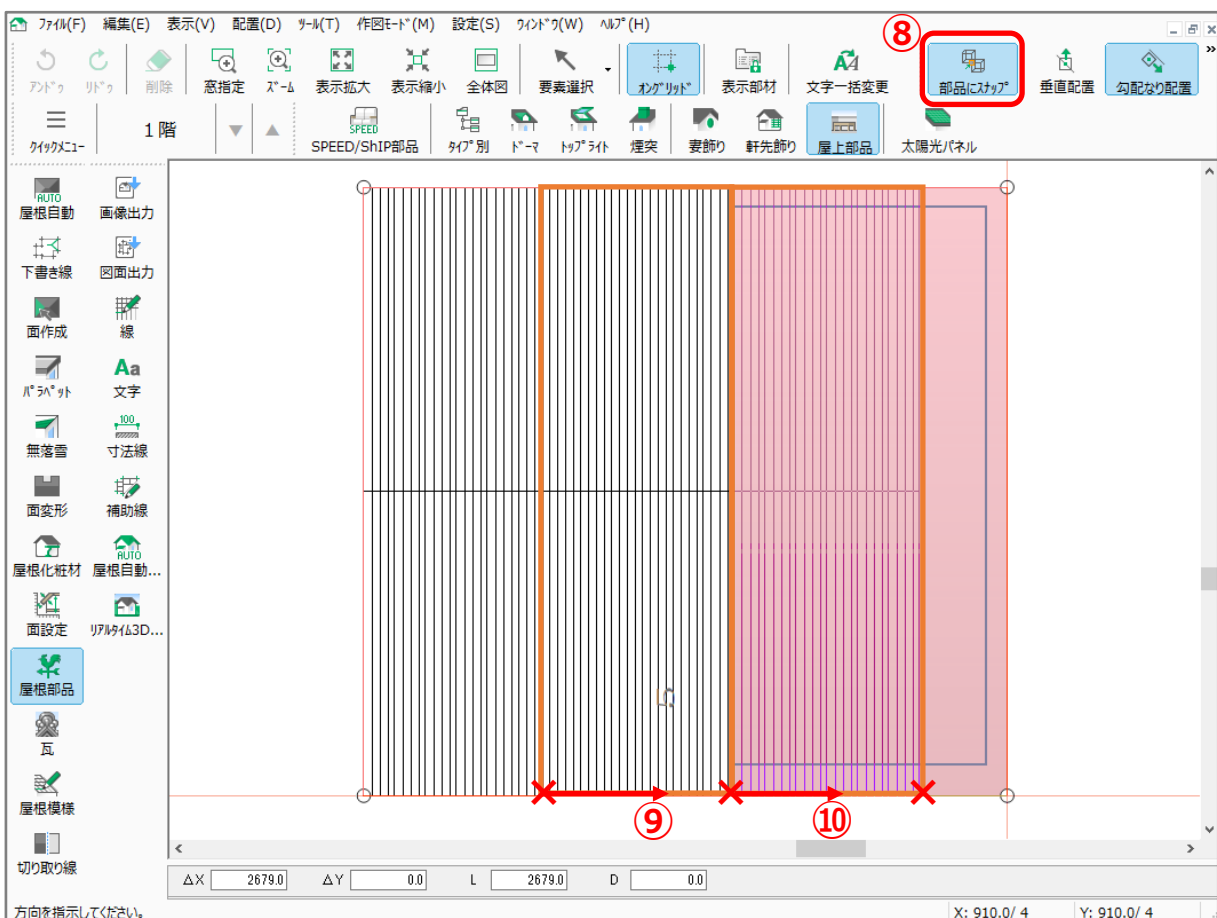 ﾌｧｲﾙ(F) 編集(E) 表示(V) 配置(D) ﾂｰﾙ(T) 作図ﾓｰﾄﾞ(M) 設定(S) ｳｨﾝﾄﾞｳ(W) ﾍﾙﾌﾟ(H)
⑧
ｱﾝﾄﾞｩ ﾘﾄﾞｩ 削除 窓指定 ｽﾞｰﾑ 表示拡大 表示縮小 全体図 要素選択 ｵﾝｸﾞﾘｯﾄﾞ 表示部材 文字一括変更 部品にｽﾅｯﾌﾟ 垂直配置 勾配なり配置 »
SPEED
ｸｲｯｸﾒﾆｭｰ 1階 SPEED/ShIP部品 ﾀｲﾌﾟ別 ﾄﾞｰﾏ ﾄｯﾌﾟﾗｲﾄ 煙突 妻飾り 軒先飾り 屋上部品 太陽光パネル
AUTO
屋根自動 画像出力
下書き線 図面出力
面作成 線
Aa
ﾊﾟﾗﾍﾟｯﾄ 文字
100
無落雪 寸法線
面変形 補助線
AUTO
屋根化粧材 屋根自動...
面設定 ﾘｱﾙﾀｲﾑ3D...
屋根部品
瓦
屋根模様
⑨ ⑩
切り取り線
ΔX 2679.0 ΔY 0.0 L 2679.0 D 0.0
方向を指示してください。 X: 910.0/ 4 Y: 910.0/ 4